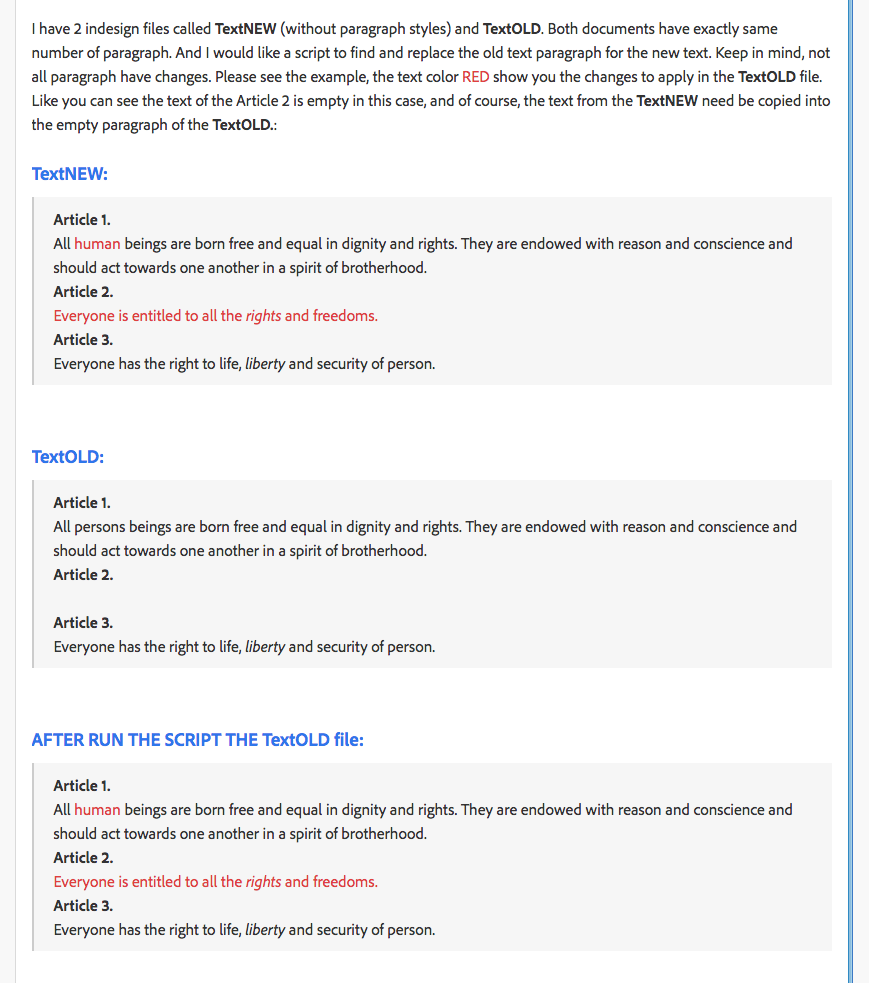 I have 2 indesign files called TextNEW (without paragraph styles) and TextOLD. Both documents have exactly same
number of paragraph. And I would like a script to find and replace the old text paragraph for the new text. Keep in mind, not
all paragraph have changes. Please see the example, the text color RED show you the changes to apply in the TextOLD file.
Like you can see the text of the Article 2 is empty in this case, and of course, the text from the TextNEW need be copied into
the empty paragraph of the TextOLD.:
TextNEW:
Article 1.
All human beings are born free and equal in dignity and rights. They are endowed with reason and conscience and
should act towards one another in a spirit of brotherhood.
Article 2.
Everyone is entitled to all the rights and freedoms.
Article 3.
Everyone has the right to life, liberty and security of person.
TextOLD:
Article 1.
All persons beings are born free and equal in dignity and rights. They are endowed with reason and conscience and
should act towards one another in a spirit of brotherhood.
Article 2.
Article 3.
Everyone has the right to life, liberty and security of person.
AFTER RUN THE SCRIPT THE TextOLD file:
Article 1.
All human beings are born free and equal in dignity and rights. They are endowed with reason and conscience and
should act towards one another in a spirit of brotherhood.
Article 2.
Everyone is entitled to all the rights and freedoms.
Article 3.
Everyone has the right to life, liberty and security of person.